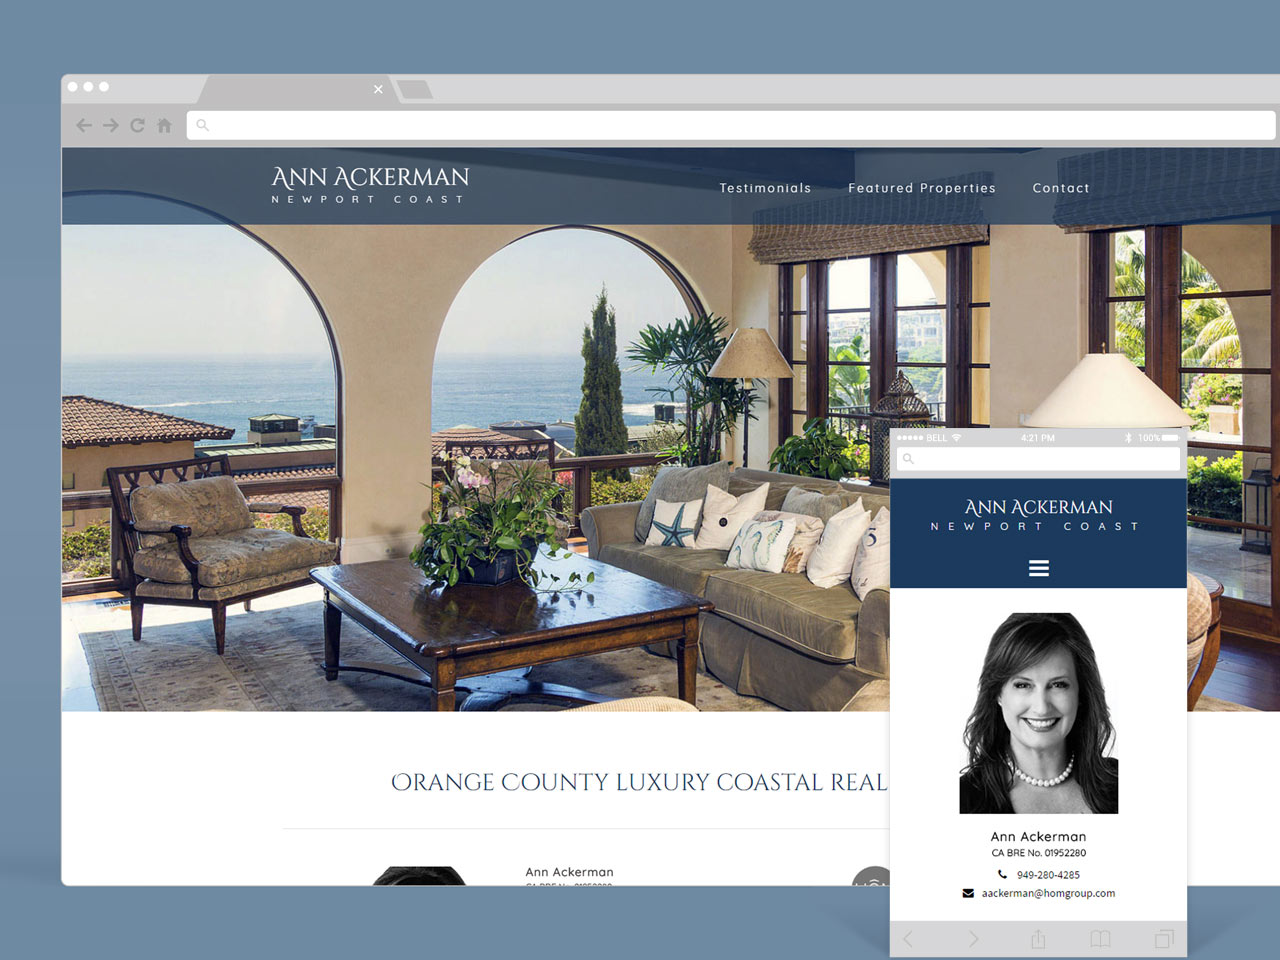 Ann Ackerman
NEWPORT COAST
Testimonials
Featured Properties
Contact
BELL
4:21 PM
100%
Ann Ackerman
NEWPORT COAST
Ann Ackerman
CA BRE No. 01952280
949-280-4285
aackerman@homgroup.com
Orange County Luxury Coastal Real
Ann Ackerman